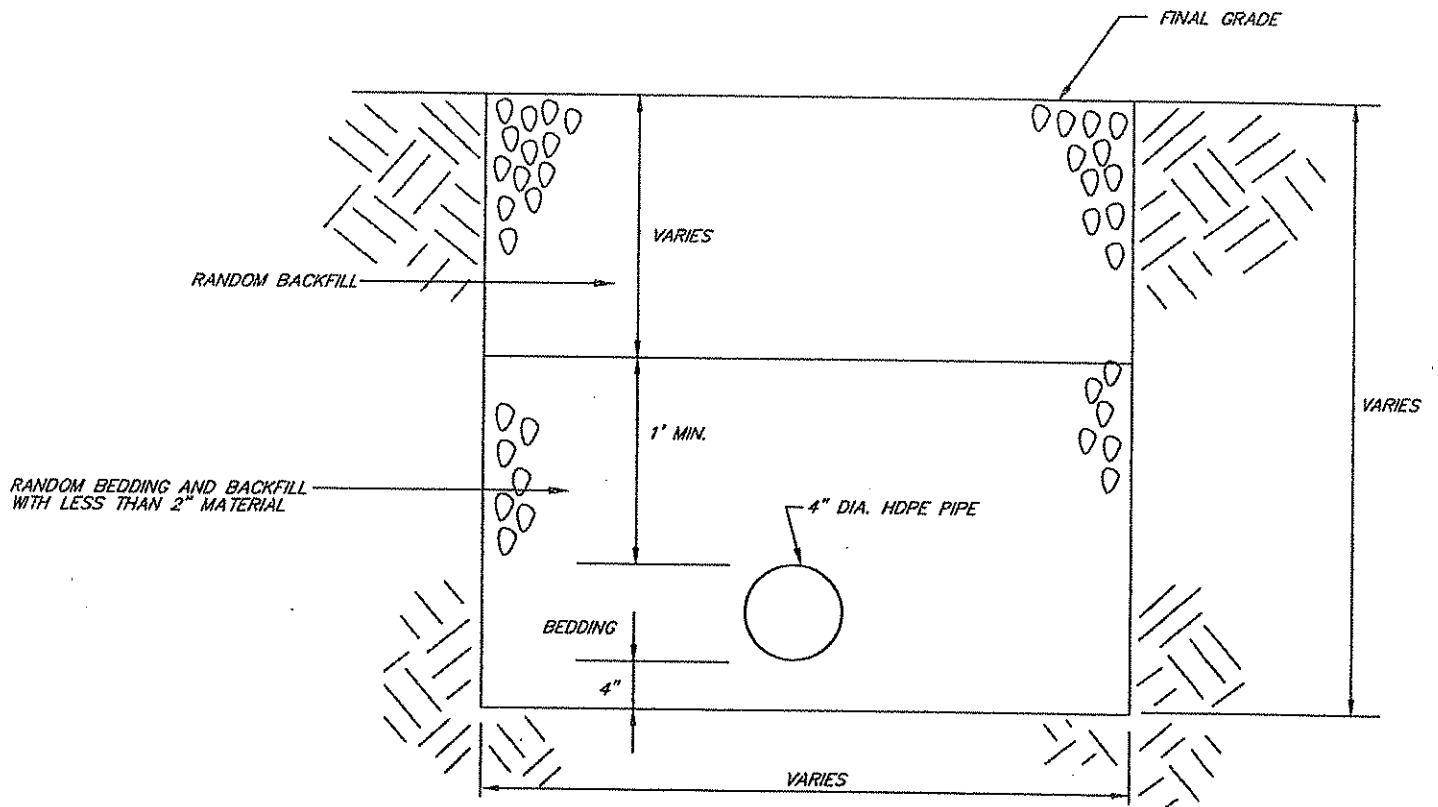 FINAL GRADE
VARIES
RANDOM BACKFILL
VARIES
1' MIN.
RANDOM BEDDING AND BACKFILL
WITH LESS THAN 2" MATERIAL
4" DIA. HDPE PIPE
BEDDING
4"
VARIES